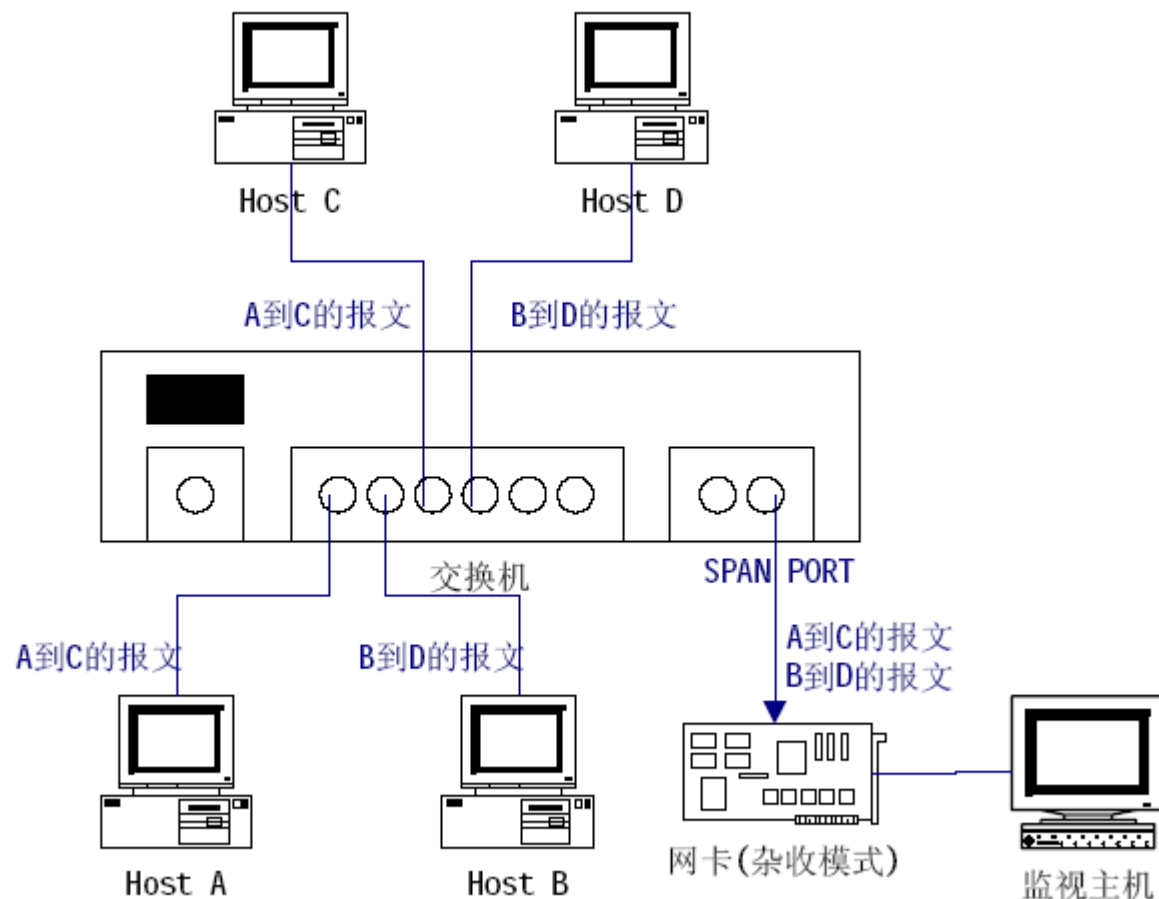 Host C
Host D
A到C的报文
B到D的报文
交换机
SPAN PORT
A到C的报文
B到D的报文
A到C的报文
B到D的报文
网卡(杂收模式)
Host A
Host B
监视主机